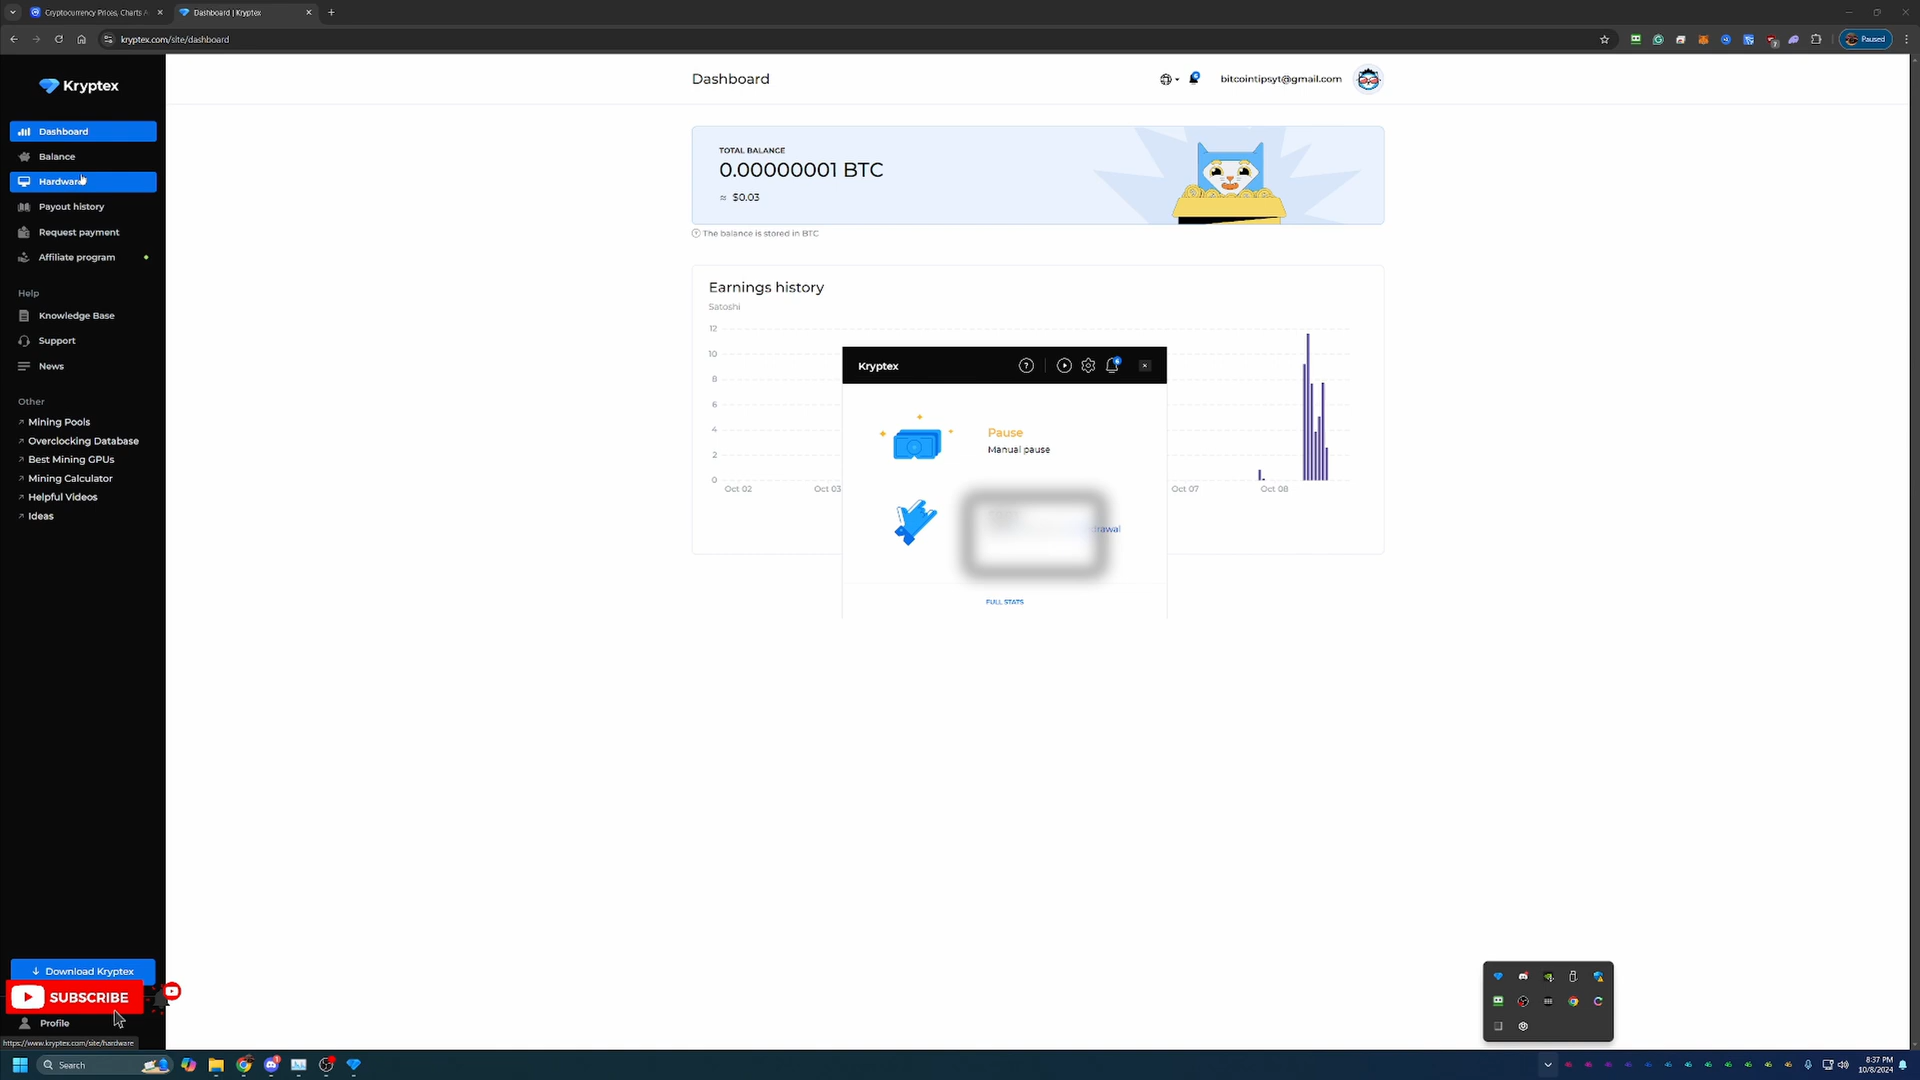 Cryptocurrency Prices, Charts A
Dashboard | Kryptex
kryptex.com/site/dashboard
Paused
Kryptex
Dashboard
bitcointipsyt@gmail.com
Dashboard
Balance
Hardware
Payout history
Request payment
Affiliate program
Help
Knowledge Base
Support
News
Other
Mining Pools
Overclocking Database
Best Mining GPUs
Mining Calculator
Helpful Videos
Ideas
TOTAL BALANCE
0.00000001 BTC
≈ $0.03
The balance is stored in BTC
Earnings history
Satoshi
12
10
8
6
4
2
0
Oct 02
Oct 03
Oct 07
Oct 08
Kryptex
Pause
Manual pause
FULL STATS
Download Kryptex
SUBSCRIBE
Profile
https://www.kryptex.com/site/hardware
Search
8:37 PM
10/8/2024